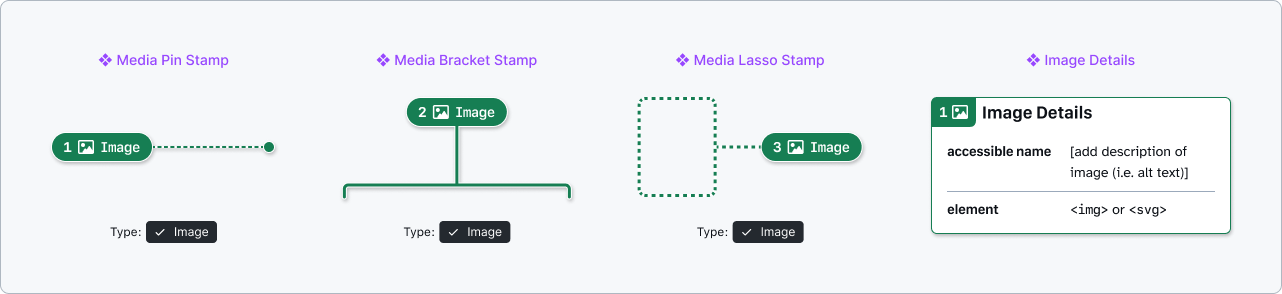 Media Pin Stamp
Media Bracket Stamp
Media Lasso Stamp
Image Details
1 Image
2 Image
3 Image
1 Image Details
accessible name [add description of
image (i.e. alt text)]
element <img> or <svg>
Type: Image
Type: Image
Type: Image